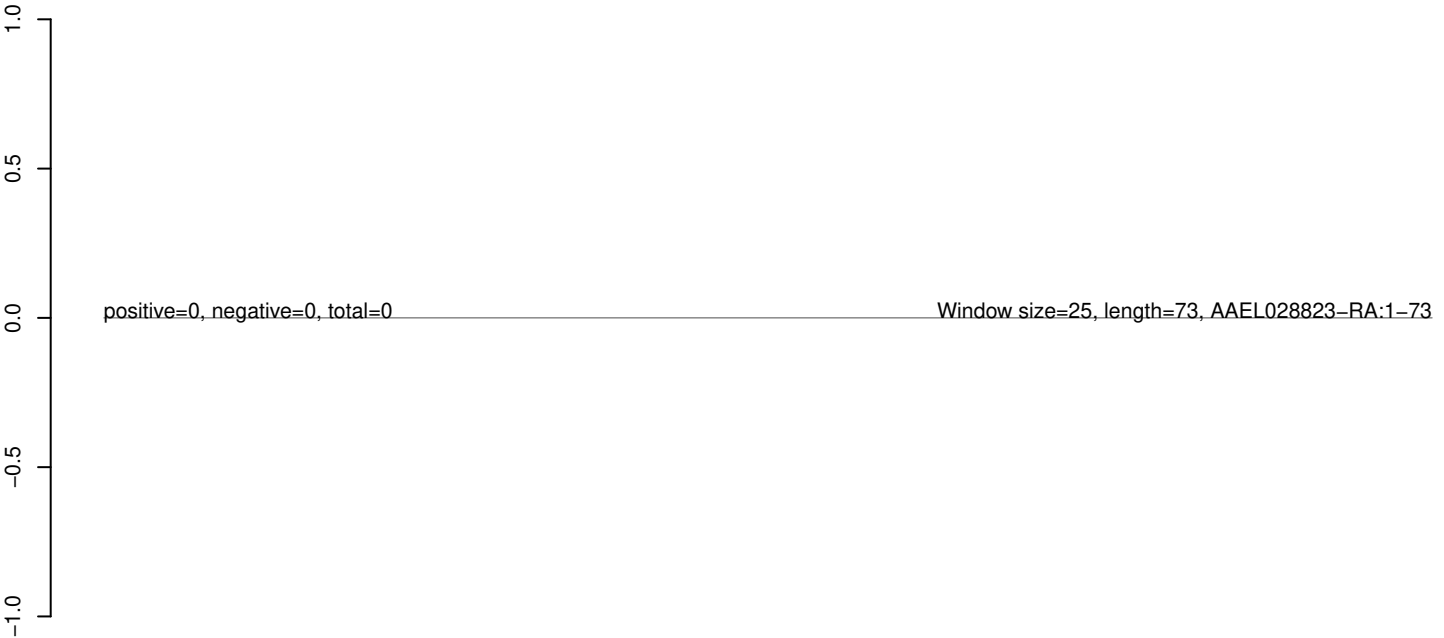 1.0
0.5
0.0
−0.5
−1.0
positive=0, negative=0, total=0
Window size=25, length=73, AAEL028823−RA:1−73